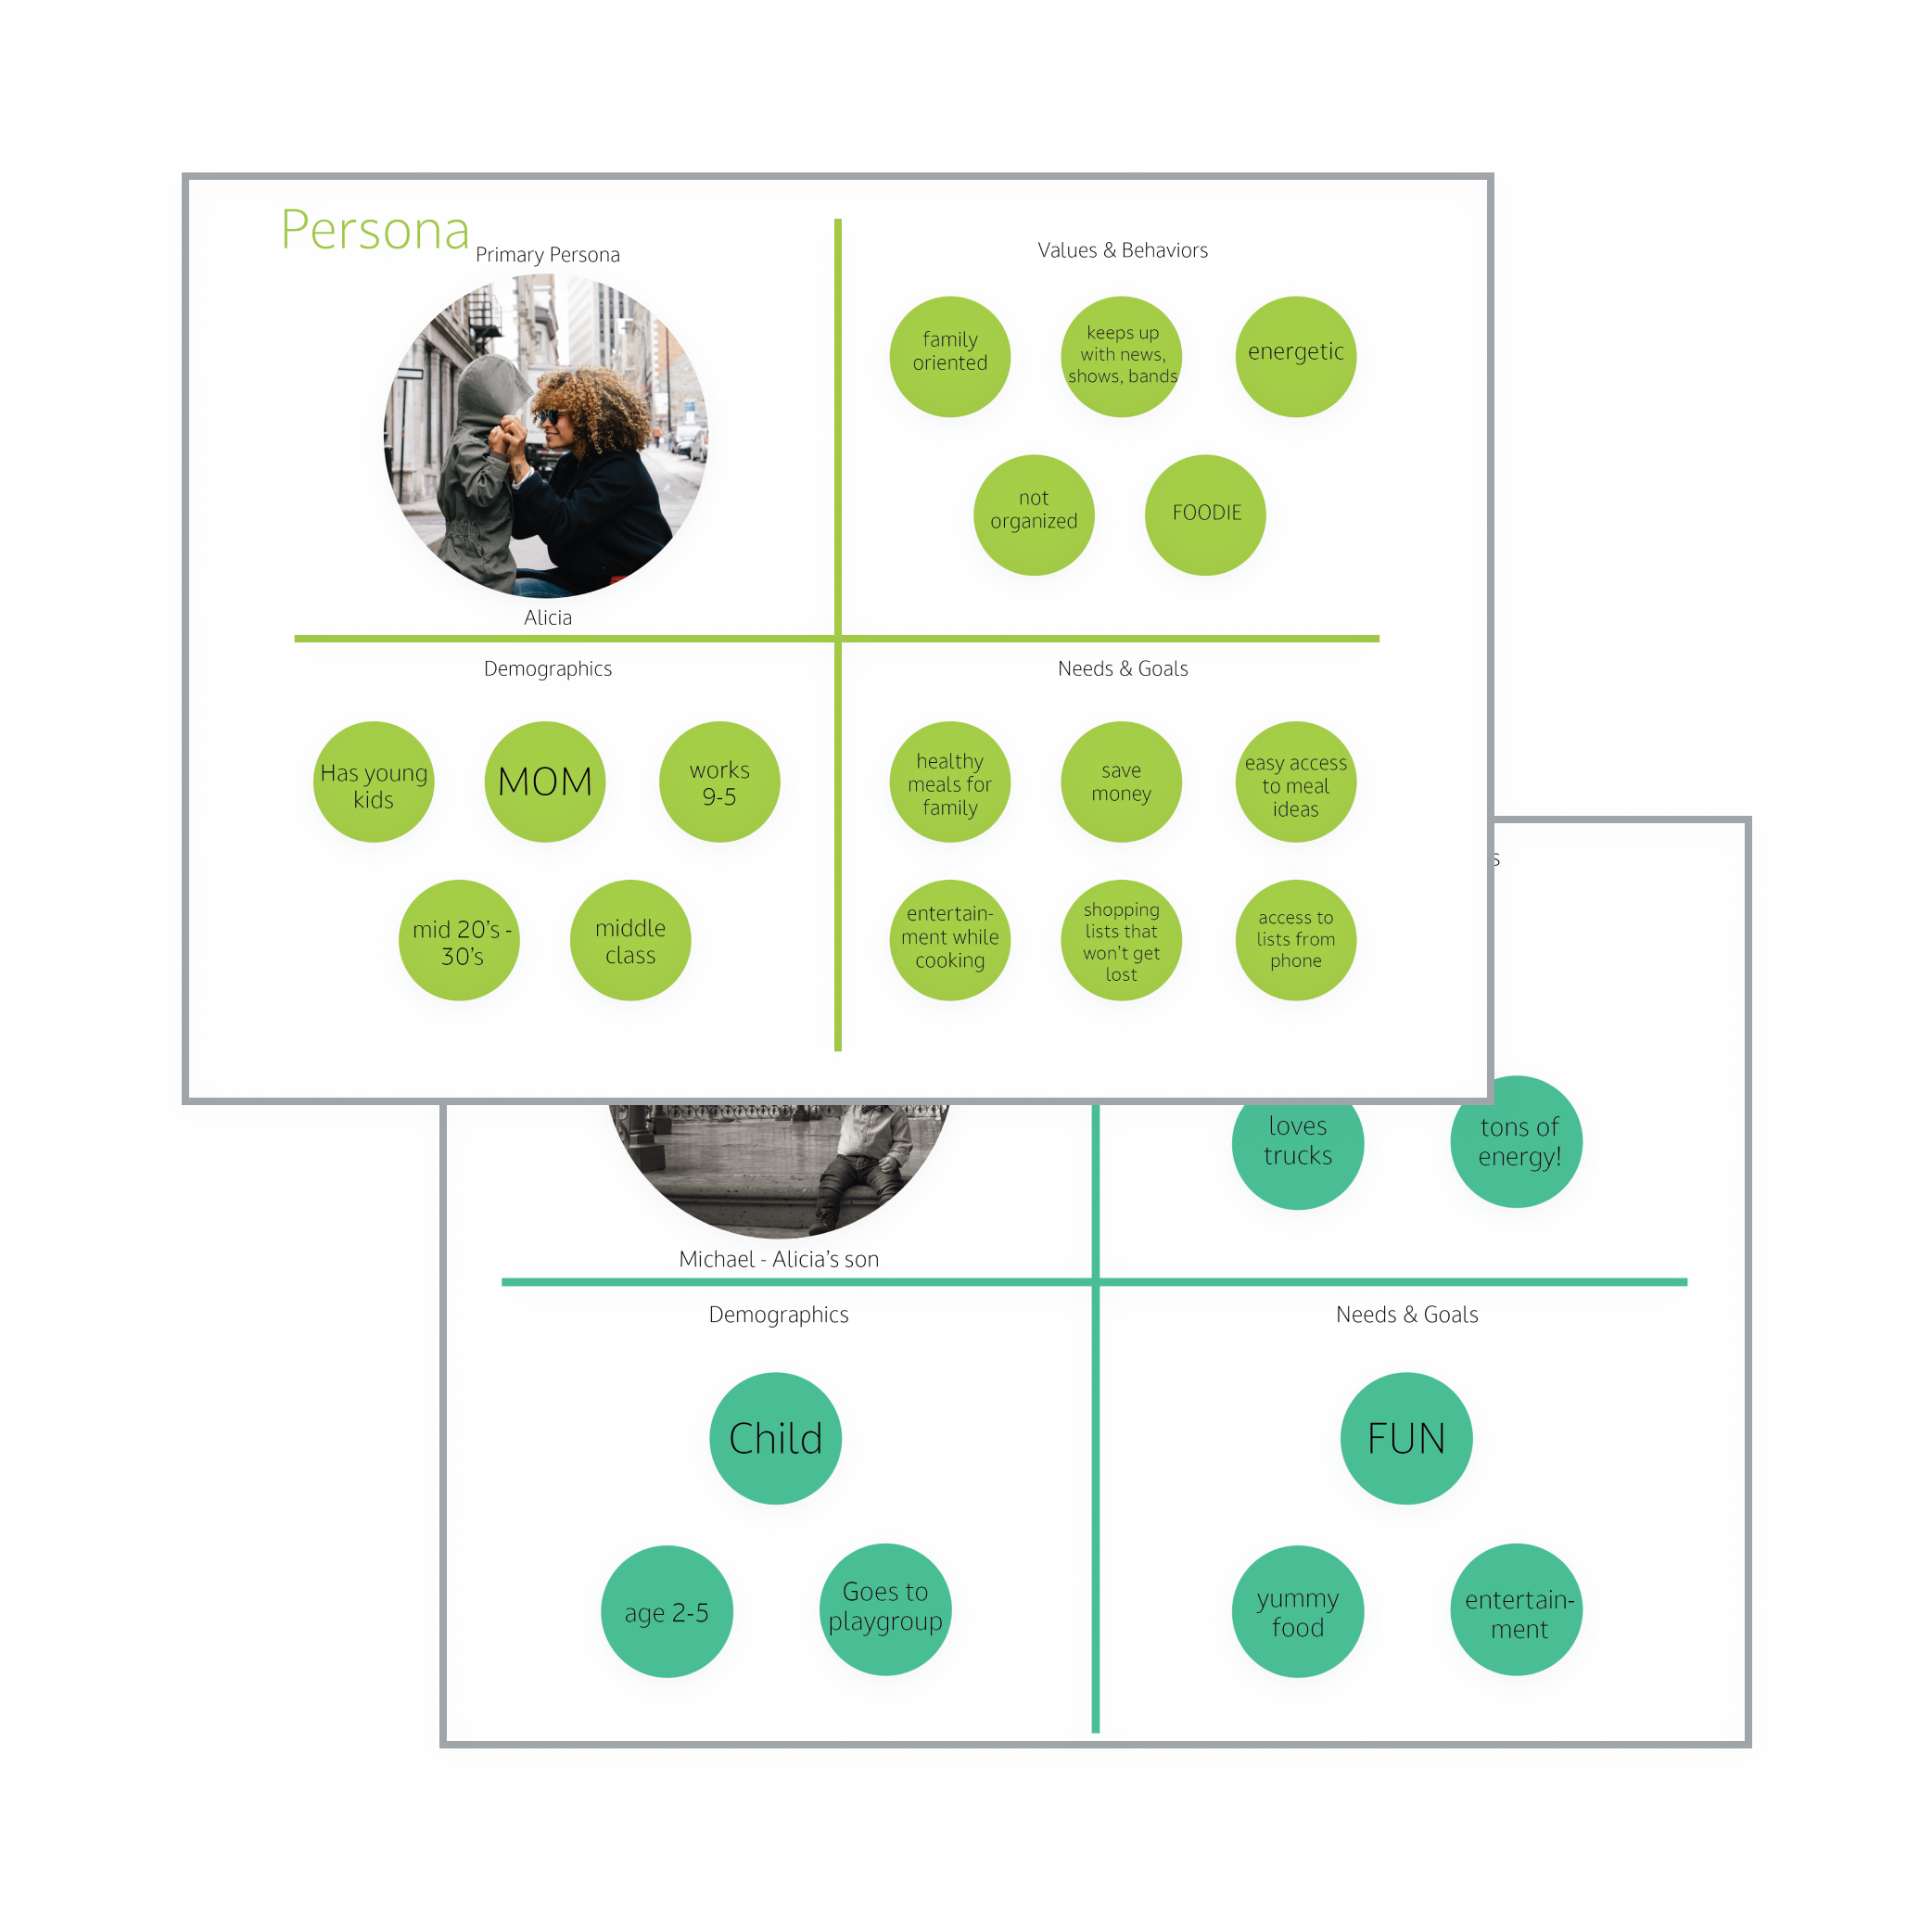 Persona
Primary Persona
Alicia
Values & Behaviors
family
oriented
keeps up
with news,
shows, bands
energetic
not
organized
FOODIE
Demographics
Has young
kids
MOM
works
9-5
mid 20's -
30's
middle
class
Needs & Goals
healthy
meals for
family
save
money
easy access
to meal
ideas
entertain-
ment while
cooking
shopping
lists that
won't get
lost
access to
lists from
phone
loves
trucks
tons of
energy!
Michael - Alicia's son
Demographics
Child
age 2-5
Goes to
playgroup
Needs & Goals
FUN
yummy
food
entertain-
ment